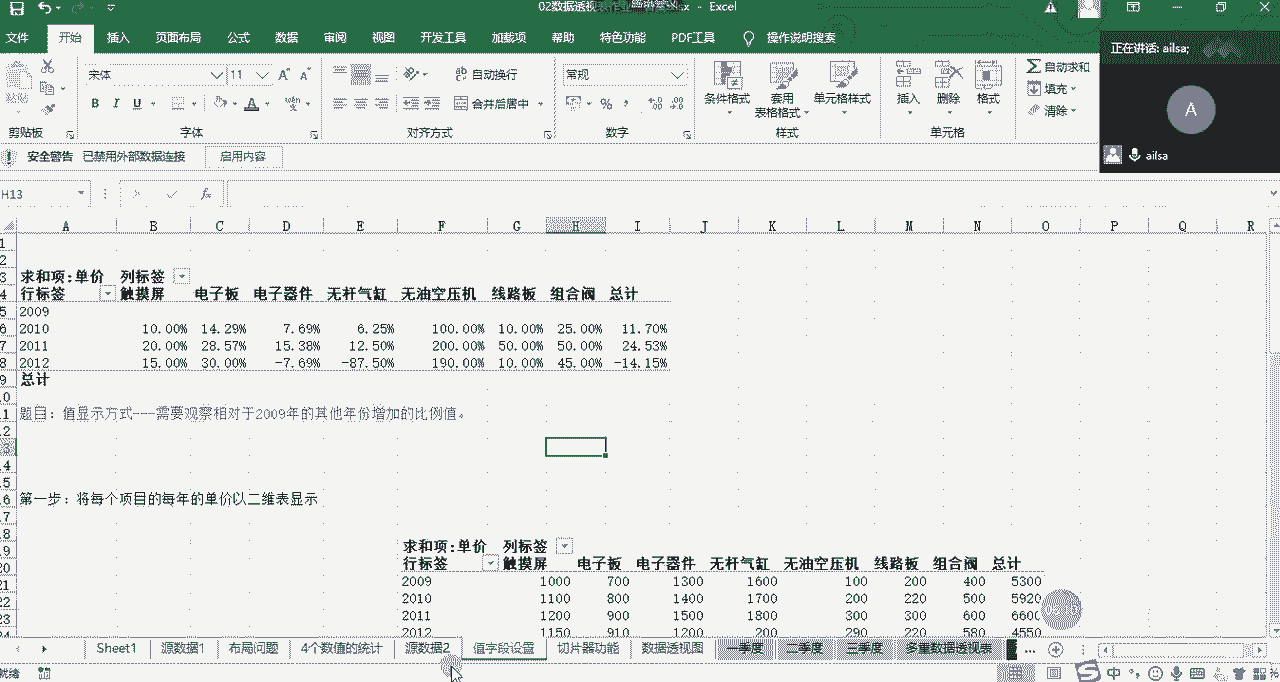 - Excel
正在讲话: ailsa;
文件 开始 插入 页面布局 公式 数据 审阅 视图 开发工具 加载项 帮助 特色功能 PDF工具 操作说明搜索
宋体 11 自动换行 常规 自动求和
B I U 合并后居中 条件格式 套用 单元格样式 插入 删除 格式 填充
表格格式 清除
剪贴板 字体 对齐方式 数字 样式 单元格
A
ailsa
安全警告 已禁用外部数据连接 启用内容
H13 fx
A B C D E F G H I J K L M N O P Q R
求和项:单价 列标签
行标签 触摸屏 电子板 电子器件 无杆气缸 无油空压机 线路板 组合阀 总计
2009
2010 10.00% 14.29% 7.69% 6.25% 100.00% 10.00% 25.00% 11.70%
2011 20.00% 28.57% 15.38% 12.50% 200.00% 50.00% 50.00% 24.53%
2012 15.00% 30.00% -7.69% -87.50% 190.00% 10.00% 45.00% -14.15%
总计
题目: 值显示方式---需要观察相对于2009年的其他年份增加的比例值。
第一步: 将每个项目的每年的单价以二维表显示
求和项:单价 列标签
行标签 触摸屏 电子板 电子器件 无杆气缸 无油空压机 线路板 组合阀 总计
2009 1000 700 1300 1600 100 200 400 5300
2010 1100 800 1400 1700 200 220 500 5920
2011 1200 900 1500 1800 300 300 600 6600
2012 1150 910 1200 200 290 220 580 4550
Sheet1 源数据1 布局问题 4个数值的统计 源数据2 值字段设置 切片器功能 数据透视图 一季度 二季度 三季度 多重数据透视表 ...
就绪 中